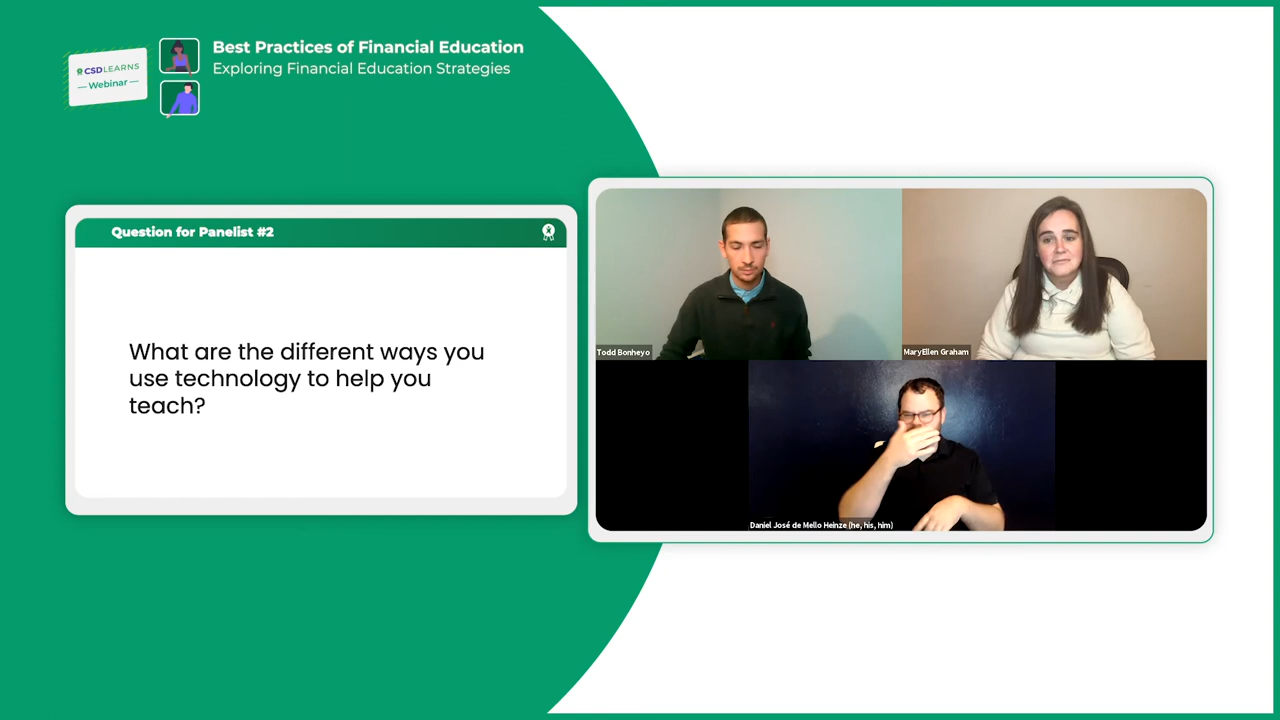 CSDLEARNS
— Webinar —
Best Practices of Financial Education
Exploring Financial Education Strategies
Question for Panelist #2
What are the different ways you
use technology to help you
teach?
Todd Bonheyo
MaryEllen Graham
Daniel José de Mello Heinze (he, his, him)